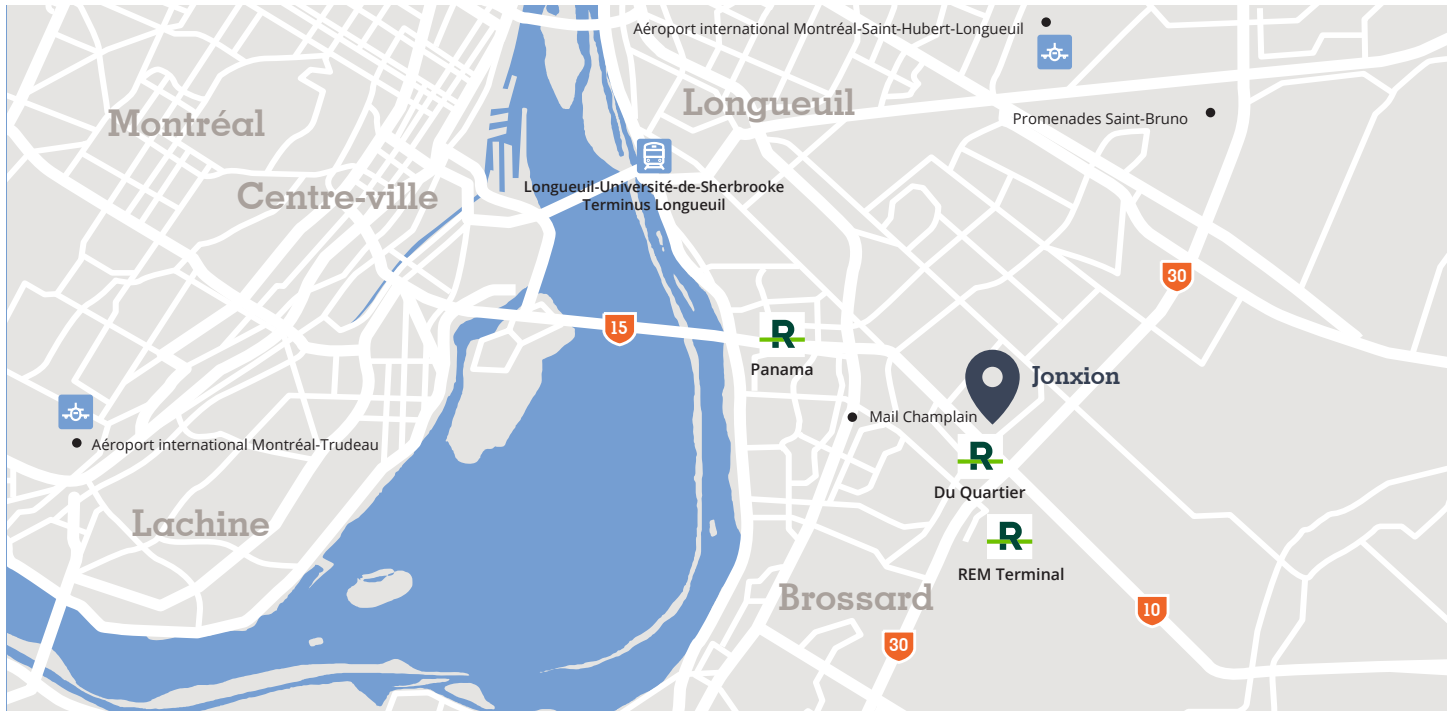 Aéroport international Montréal-Saint-Hubert-Longueuil
Montréal
Longueuil
Promenades Saint-Bruno
Centre-ville
Longueuil-Université-de-Sherbrooke
Terminus Longueuil
30
15
R
Panama
Jonxion
Mail Champlain
Aéroport international Montréal-Trudeau
R
Du Quartier
Lachine
R
REM Terminal
Brossard
10
30